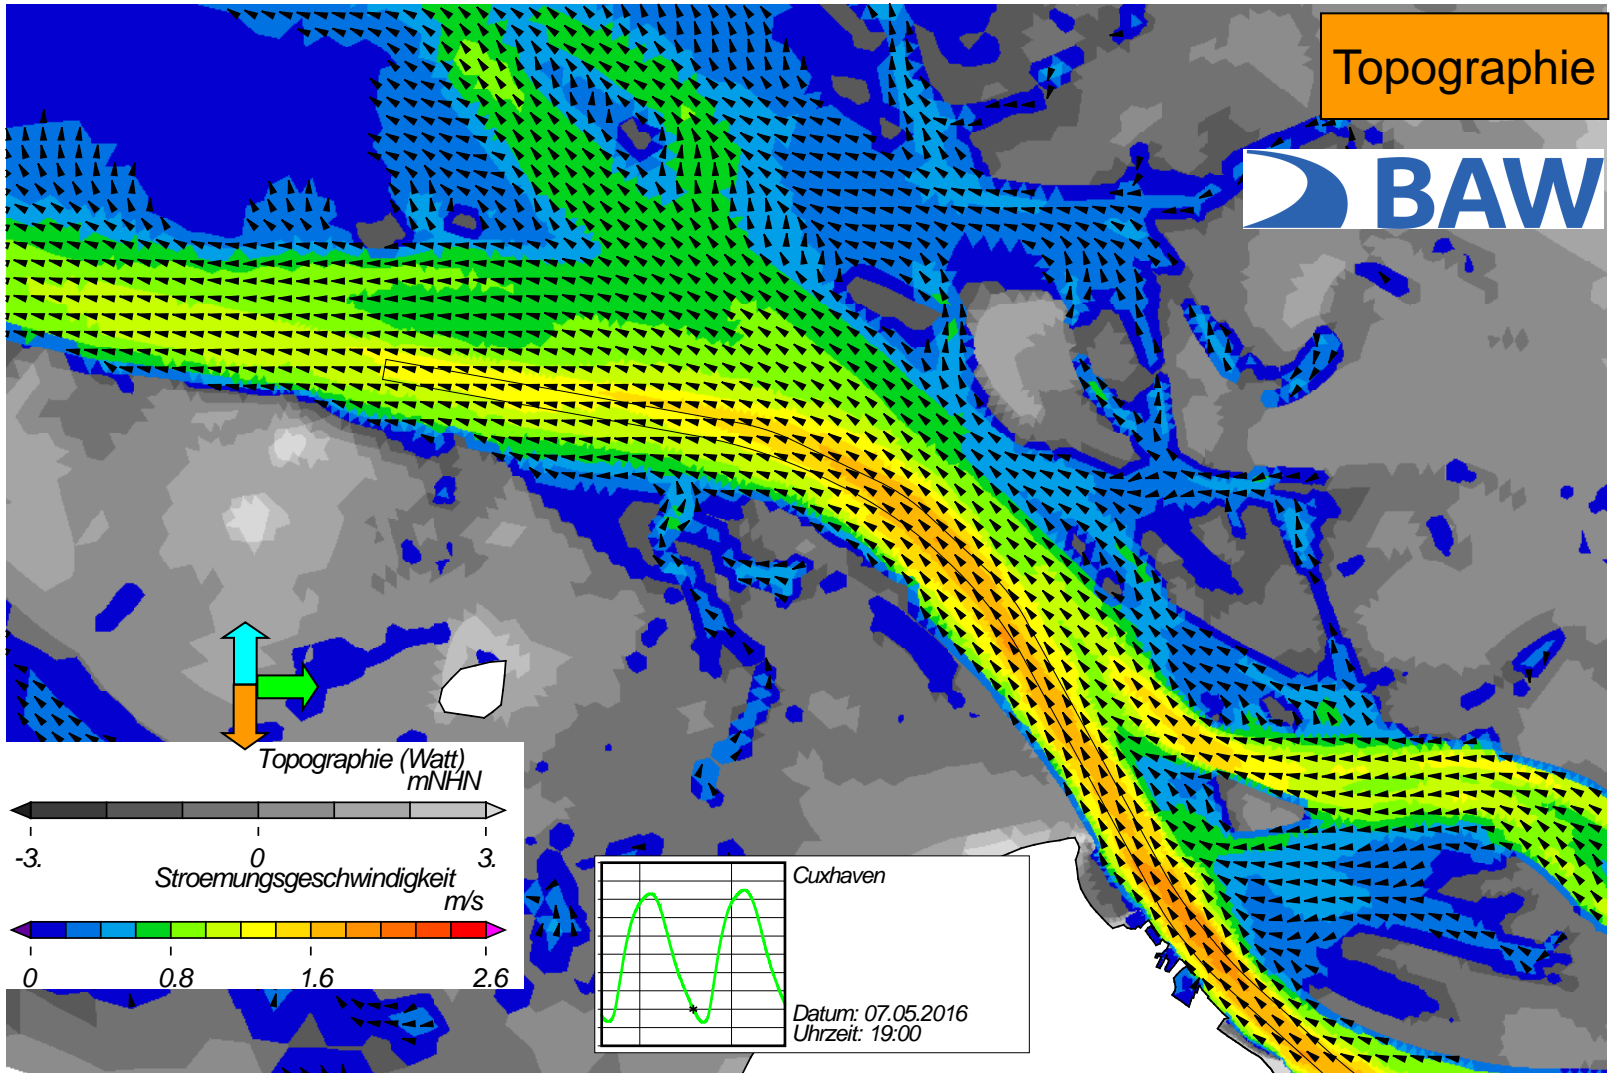 Topographie
BAW
Topographie (Watt)
mNHN
-3. 0 3.
Stroemungsgeschwindigkeit
m/s
0 0.8 1.6 2.6
Cuxhaven
Datum: 07.05.2016
Uhrzeit: 19:00